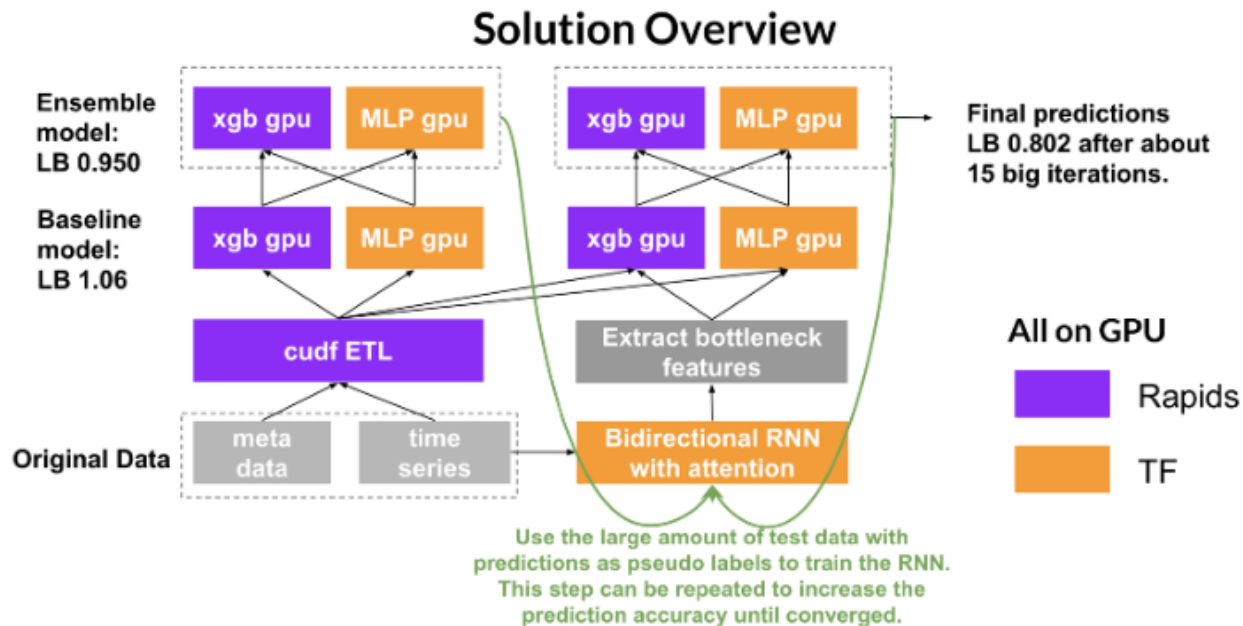 Solution Overview
Ensemble
model:
LB 0.950
xgb gpu
MLP gpu
xgb gpu
MLP gpu
Final predictions
LB 0.802 after about
15 big iterations.
Baseline
model:
LB 1.06
xgb gpu
MLP gpu
xgb gpu
MLP gpu
cudf ETL
Extract bottleneck
features
All on GPU
Rapids
TF
Original Data
meta
data
time
series
Bidirectional RNN
with attention
Use the large amount of test data with
predictions as pseudo labels to train the RNN.
This step can be repeated to increase the
prediction accuracy until converged.